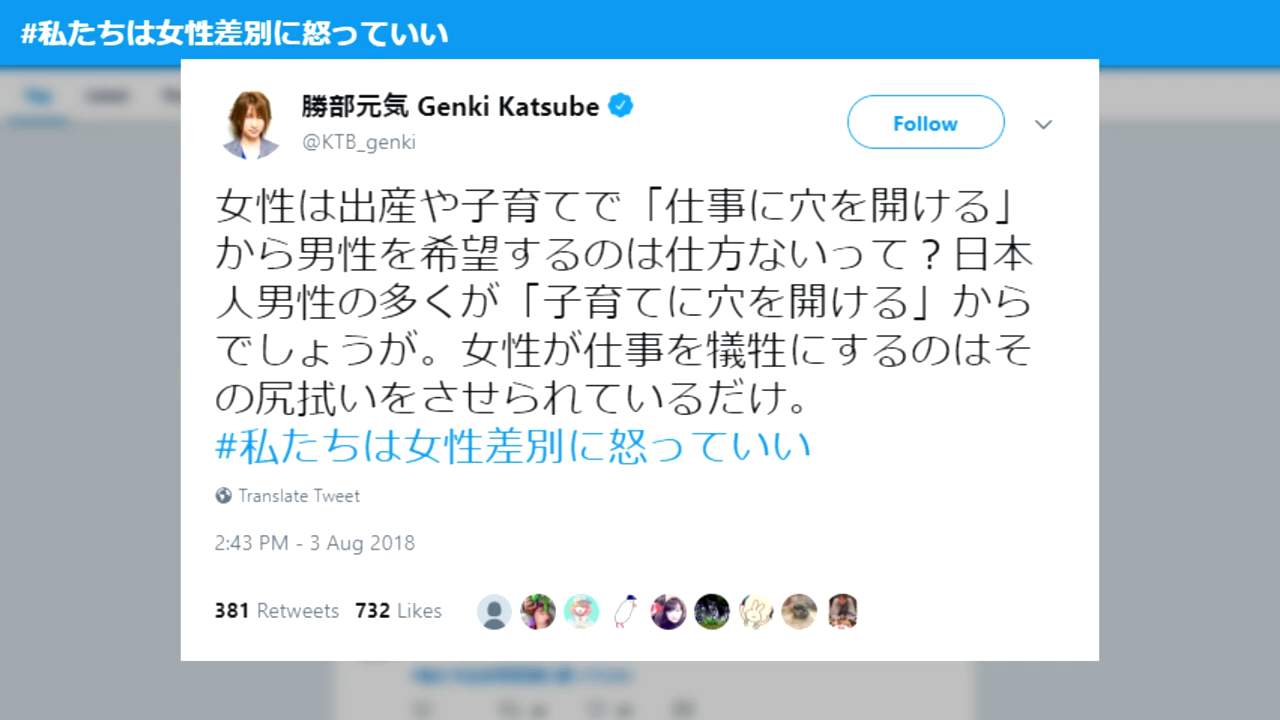 #私たちは女性差別に怒っていい
勝部元気 Genki Katsube
@KTB_genki
Follow
女性は出産や子育てで「仕事に穴を開ける」
から男性を希望するのは仕方ないって？日本
人男性の多くが「子育てに穴を開ける」から
でしょうが。女性が仕事を犠牲にするのはそ
の尻拭いをさせられているだけ。
#私たちは女性差別に怒っていい
Translate Tweet
2:43 PM - 3 Aug 2018
381 Retweets 732 Likes